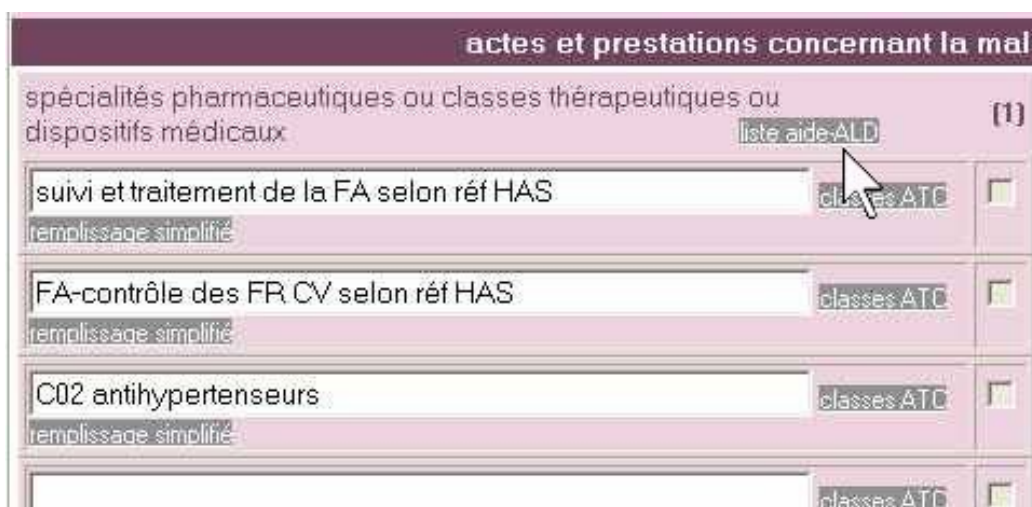 actes et prestations concernant la mal
spécialités pharmaceutiques ou classes thérapeutiques ou
dispositifs médicaux
liste aide-ALD
(1)
suivi et traitement de la FA selon réf HAS
classes ATC
remplissage simplifié
FA-contrôle des FR CV selon réf HAS
classes ATC
remplissage simplifié
C02 antihypertenseurs
classes ATC
remplissage simplifié
classes ATC